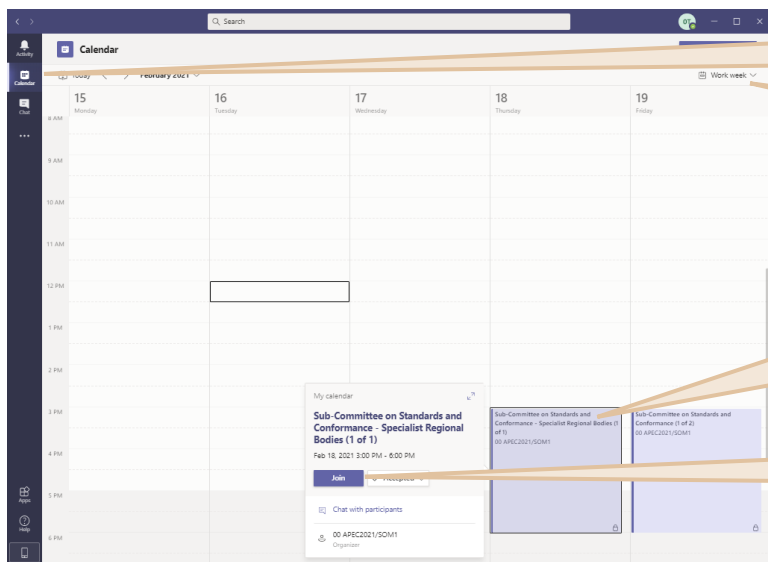 Search
OT
Activity
Calendar
Calendar
Today
February 2021
Work week
Chat
15
Monday
16
Tuesday
17
Wednesday
18
Thursday
19
Friday
8 AM
9 AM
10 AM
11 AM
12 PM
1 PM
2 PM
3 PM
4 PM
5 PM
6 PM
My calendar
Sub-Committee on Standards and
Conformance - Specialist Regional
Bodies (1 of 1)
Feb 18, 2021 3:00 PM - 6:00 PM
Join
Accepted
Chat with participants
00 APEC2021/SOM1
Organizer
Sub-Committee on Standards and
Conformance - Specialist Regional Bodies (1
of 1)
00 APEC2021/SOM1
Sub-Committee on Standards and
Conformance (1 of 2)
00 APEC2021/SOM1
Apps
Help